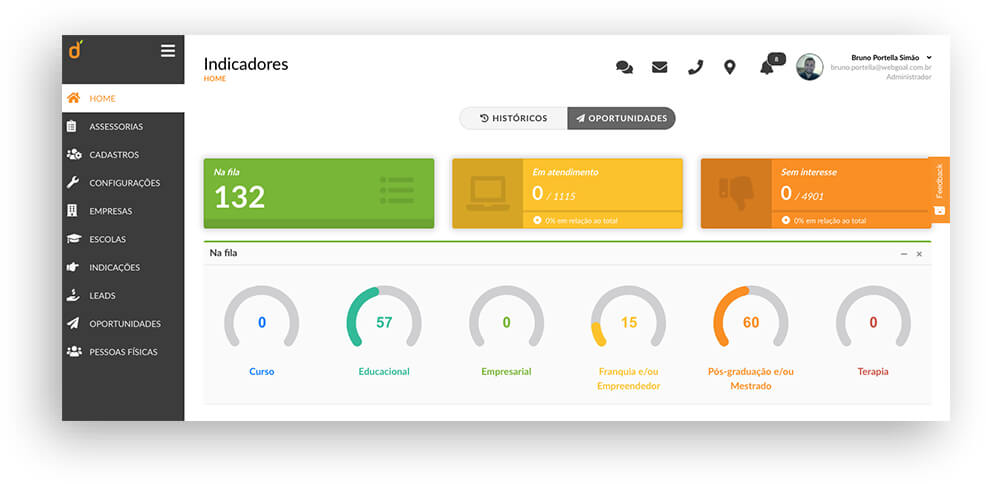 d
Indicadores
HOME
8
Bruno Portella Simão
bruno.portella@webgoal.com.br
Administrador
HOME
ASSESSORIAS
CADASTROS
CONFIGURAÇÕES
EMPRESAS
ESCOLAS
INDICAÇÕES
LEADS
OPORTUNIDADES
PESSOAS FÍSICAS
HISTÓRICOS
OPORTUNIDADES
Na fila
132
Em atendimento
0 / 1115
0% em relação ao total
Sem interesse
0 / 4901
0% em relação ao total
Feedback
Na fila
0
Curso
57
Educacional
0
Empresarial
15
Franquia e/ou
Empreendedor
60
Pós-graduação e/ou
Mestrado
0
Terapia